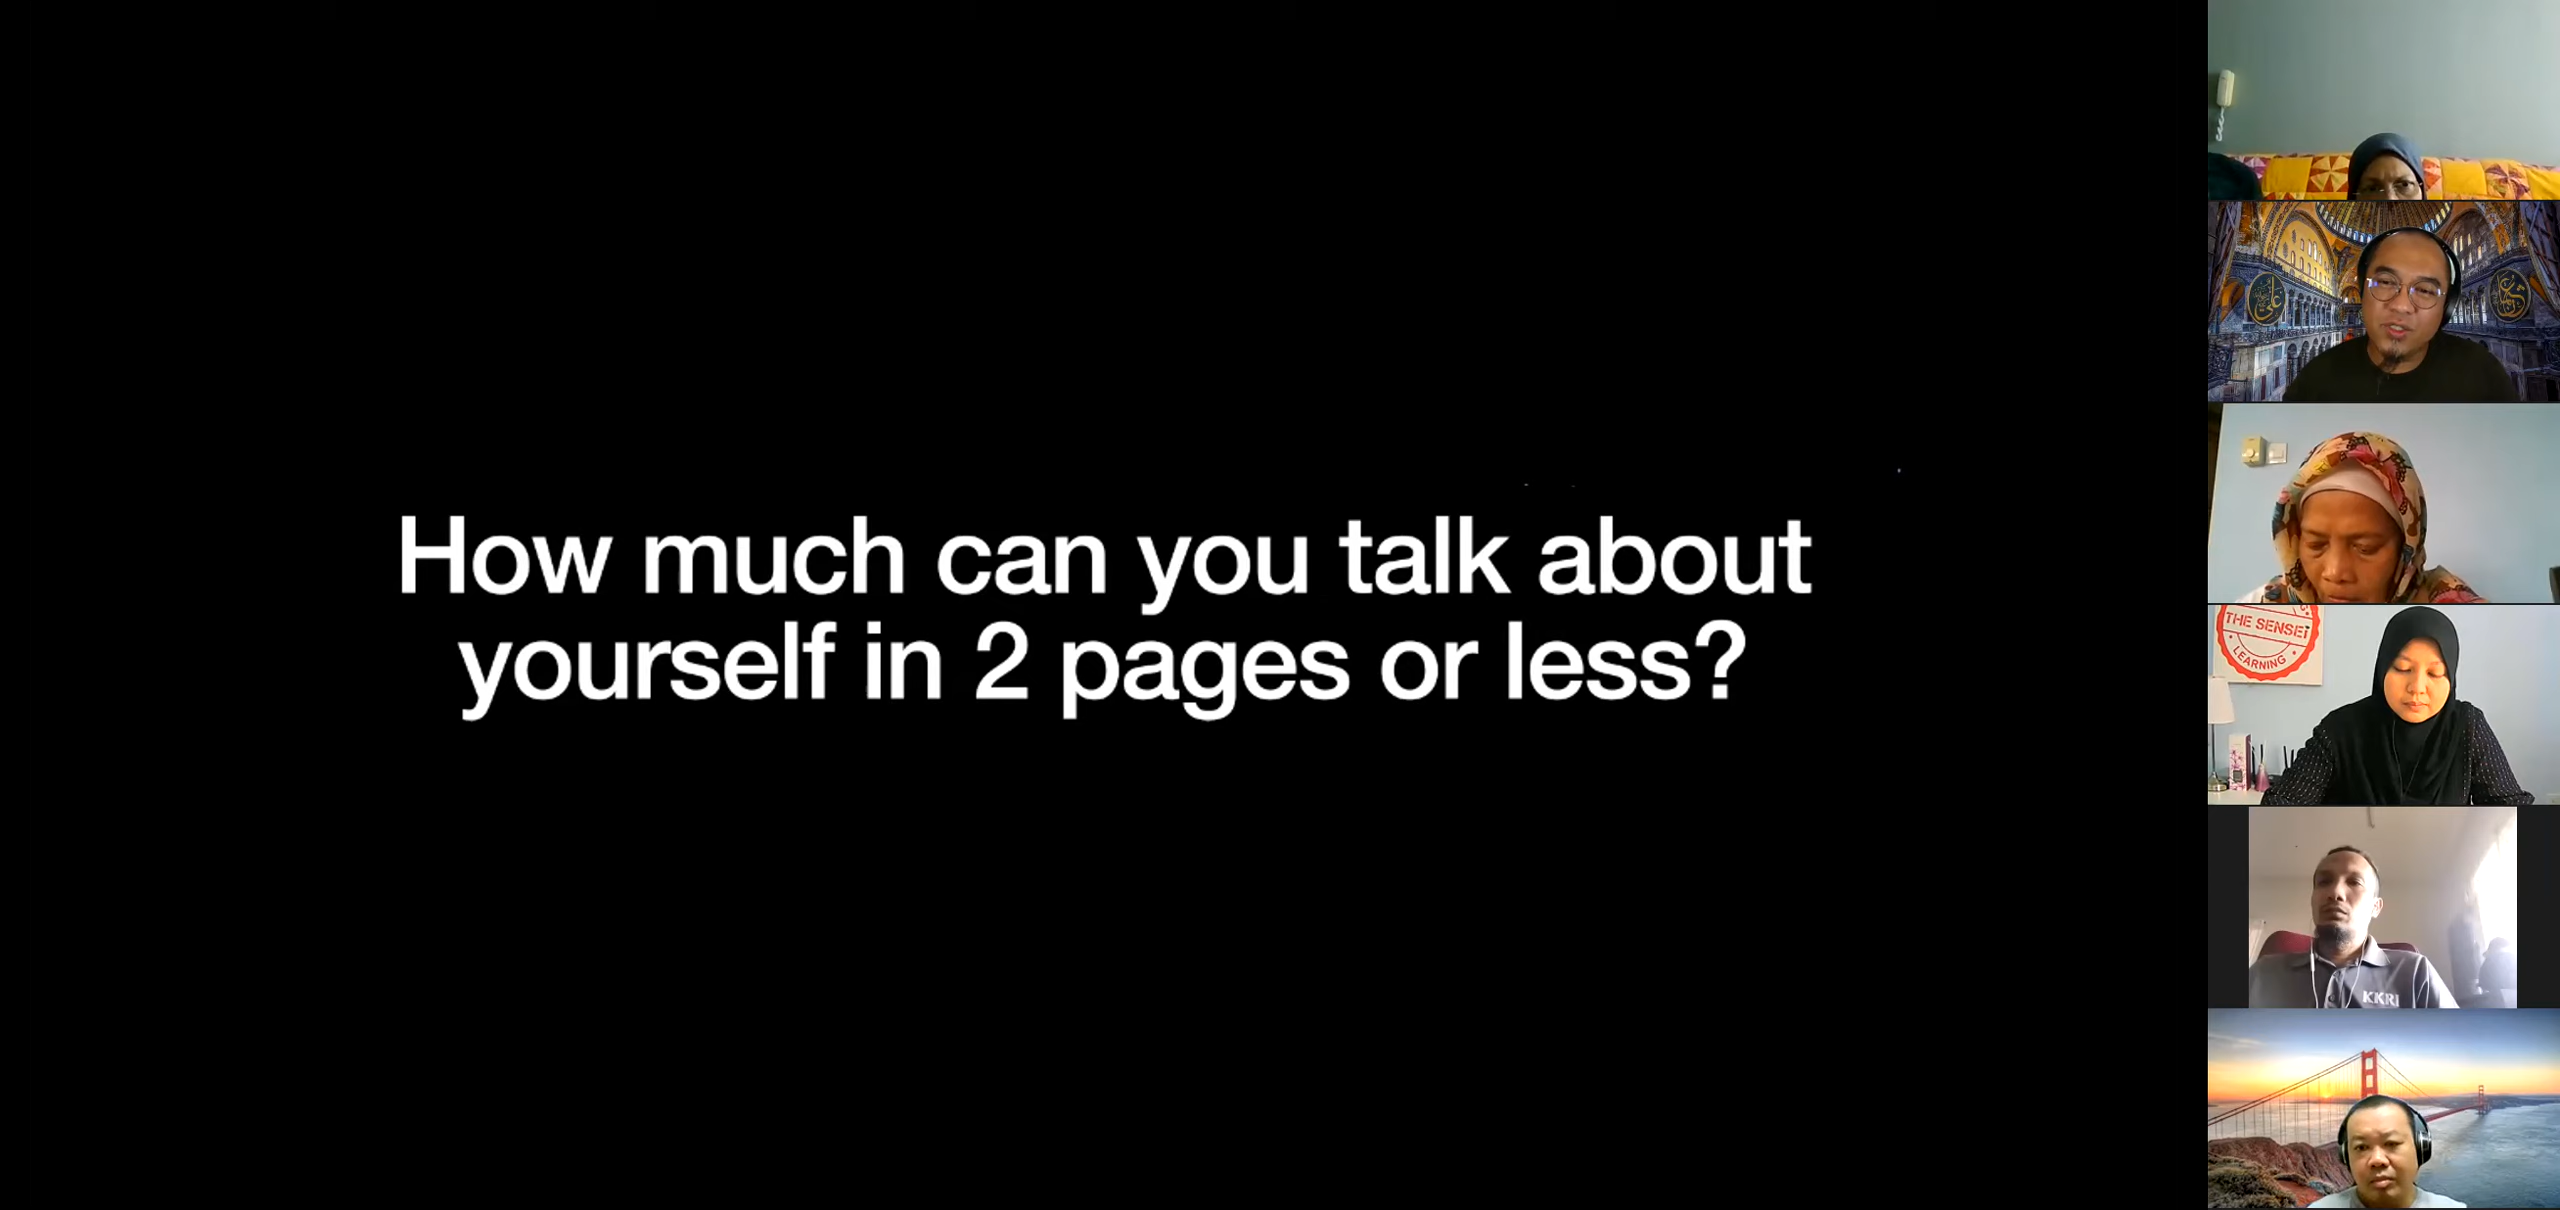 How much can you talk about
yourself in 2 pages or less?
THE SENSEi
LEARNING
KKRI